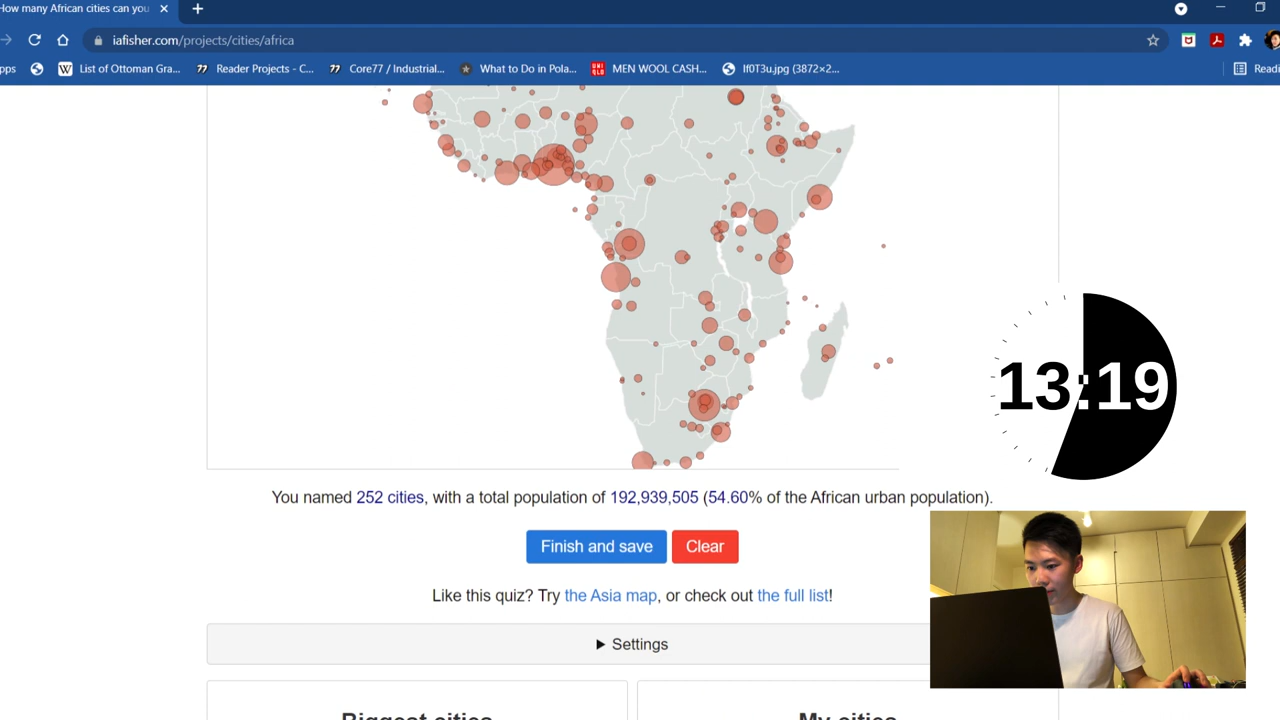 How many African cities can you
iafisher.com/projects/cities/africa
pps
W List of Ottoman Gra...
Reader Projects - C...
Core77 / Industrial...
What to Do in Pola...
UNI QLO MEN WOOL CASH...
If0T3u.jpg (3872×2...
Readi
13:19
You named 252 cities, with a total population of 192,939,505 (54.60% of the African urban population).
Finish and save
Clear
Like this quiz? Try the Asia map, or check out the full list!
Settings
Biggest cities
My cities